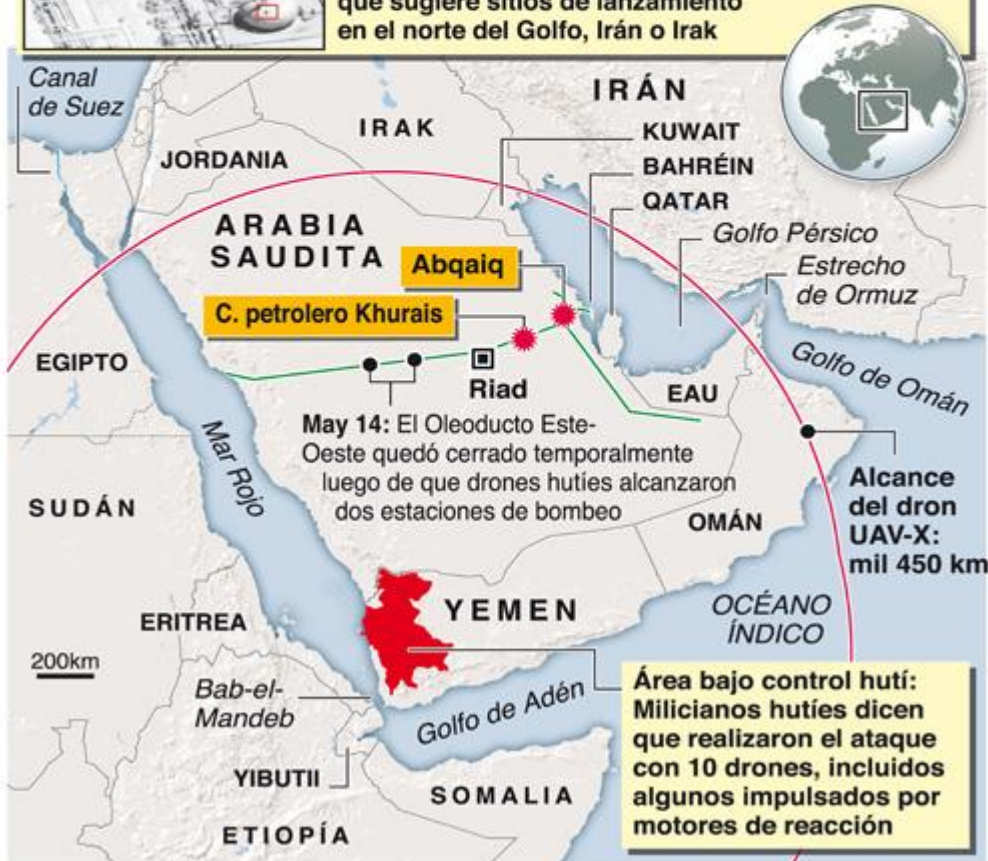 que sugiere sitios de lanzamiento
en el norte del Golfo, Irán o Irak
Canal
de Suez
IRÁN
IRAK
KUWAIT
JORDANIA
BAHRÉIN
QATAR
ARABIA
SAUDITA
Golfo Pérsico
Abqaiq
Estrecho
de Ormuz
C. petrolero Khurais
EGIPTO
Golfo de Omán
Riad
EAU
May 14: El Oleoducto Este-
Oeste quedó cerrado temporalmente
luego de que drones hutíes alcanzaron
dos estaciones de bombeo
Mar Rojo
Alcance
del dron
UAV-X:
mil 450 km
SUDÁN
OMÁN
YEMEN
OCÉANO
ÍNDICO
ERITREA
200km
Bab-el-
Mandeb
Golfo de Adén
Área bajo control hutí:
Milicianos hutíes dicen
que realizaron el ataque
con 10 drones, incluidos
algunos impulsados por
motores de reacción
YIBUTII
SOMALIA
ETIOPÍA